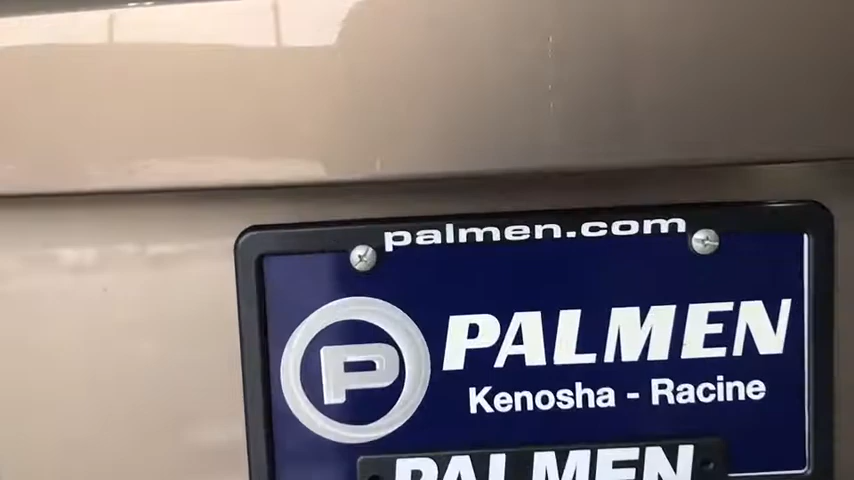 palmen.com
P
PALMEN
Kenosha - Racine
PALMEN